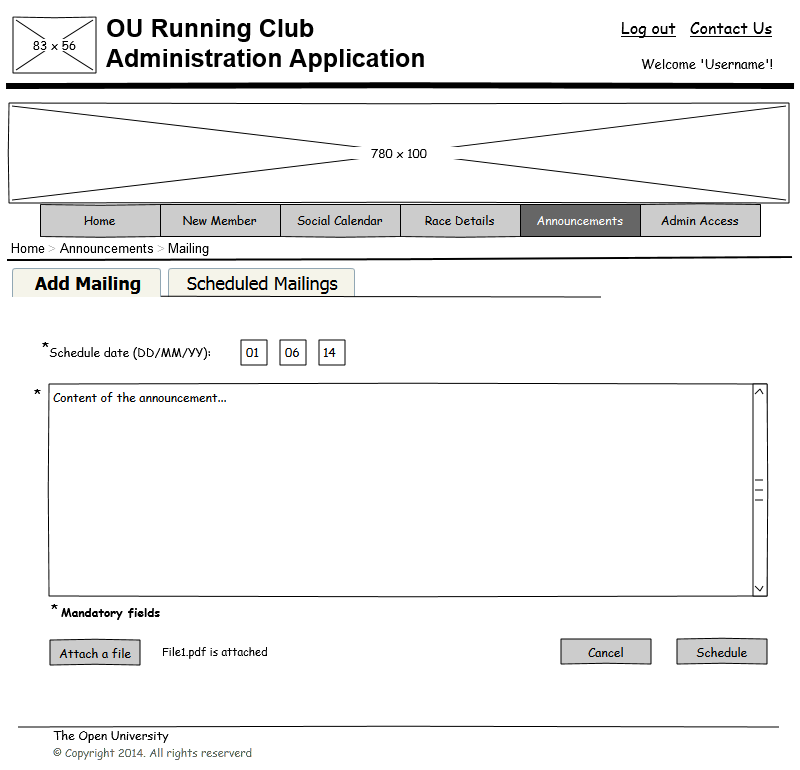 83 x 56
OU Running Club
Administration Application
Log out Contact Us
Welcome 'Username'!
780 x 100
Home New Member Social Calendar Race Details Announcements Admin Access
Home > Announcements > Mailing
Add Mailing Scheduled Mailings
*Schedule date (DD/MM/YY): 01 06 14
* Content of the announcement...
* Mandatory fields
Attach a file File1.pdf is attached Cancel Schedule
The Open University
© Copyright 2014. All rights reserverd